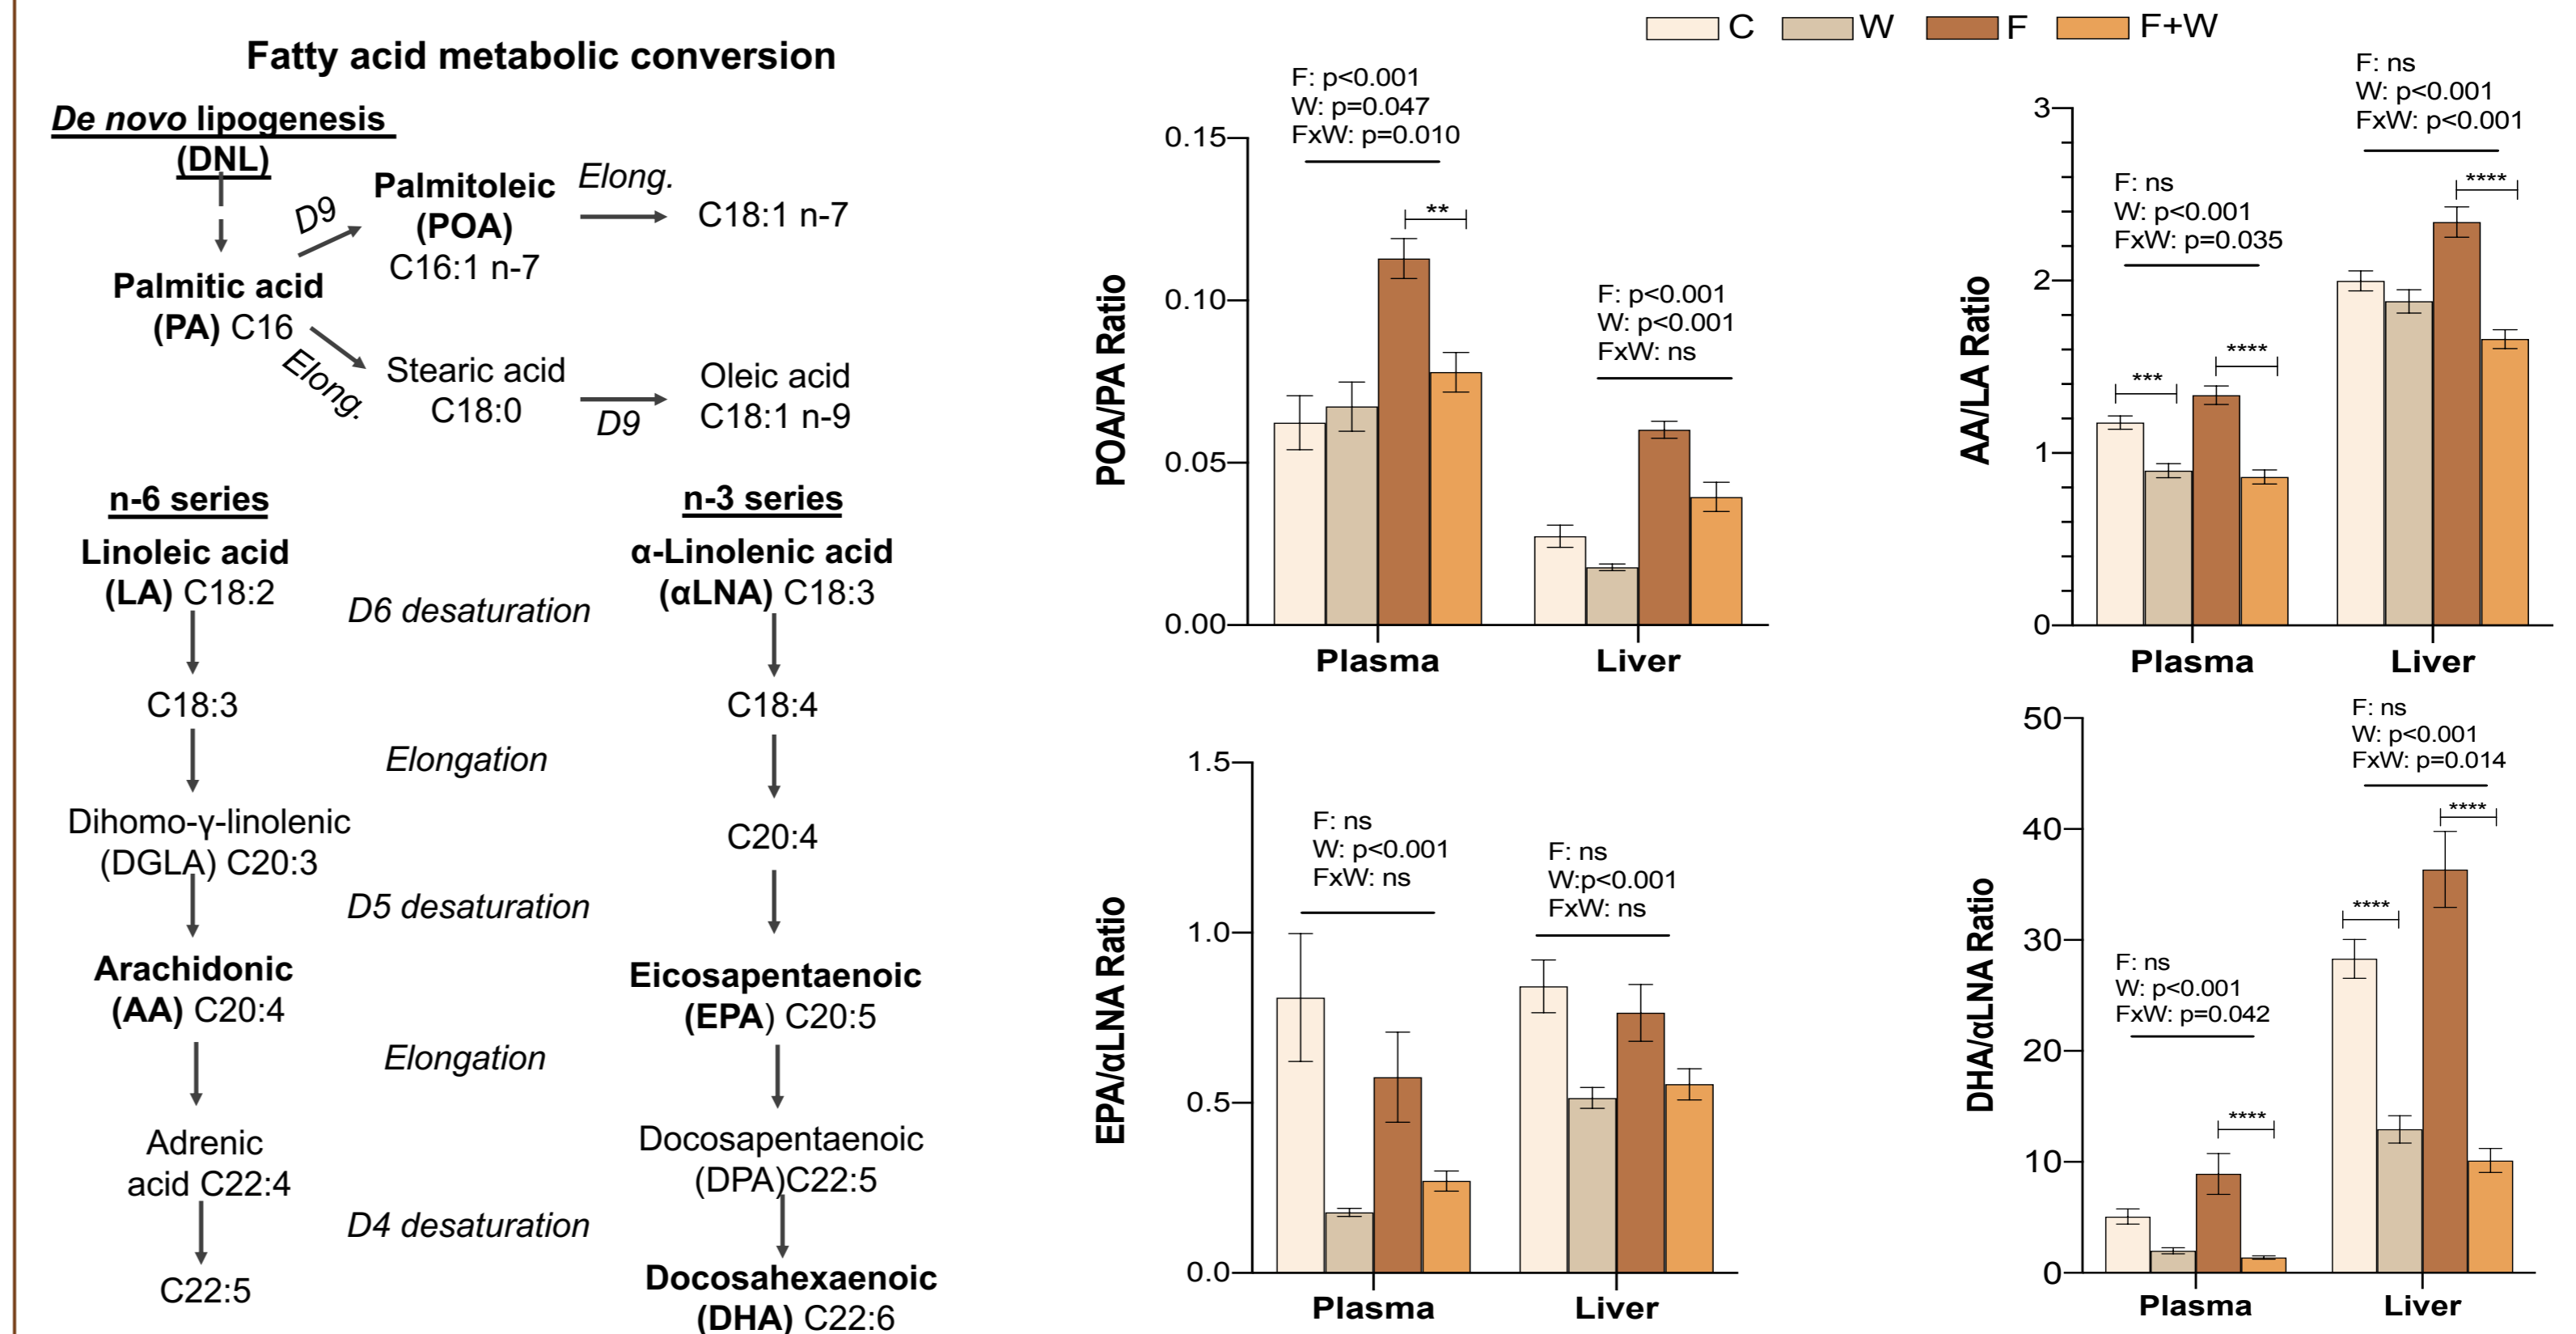 Fatty acid metabolic conversion
De novo lipogenesis
(DNL)
D9
Palmitoleic
(POA)
C16:1 n-7
Elong.
C18:1 n-7
Palmitic acid
(PA) C16
Elong.
Stearic acid
C18:0
D9
Oleic acid
C18:1 n-9
n-6 series
n-3 series
Linoleic acid
(LA) C18:2
α-Linolenic acid
(αLNA) C18:3
D6 desaturation
C18:3
C18:4
Elongation
Dihomo-γ-linolenic
(DGLA) C20:3
C20:4
D5 desaturation
Arachidonic
(AA) C20:4
Eicosapentaenoic
(EPA) C20:5
Elongation
Adrenic
acid C22:4
Docosapentaenoic
(DPA)C22:5
D4 desaturation
C22:5
Docosahexaenoic
(DHA) C22:6
C W F F+W
POA/PA Ratio
0.15
0.10
0.05
0.00
F: p<0.001
W: p=0.047
FxW: p=0.010
**
F: p<0.001
W: p<0.001
FxW: ns
Plasma
Liver
AA/LA Ratio
3
2
1
0
F: ns
W: p<0.001
FxW: p=0.035
***
****
F: ns
W: p<0.001
FxW: p<0.001
****
Plasma
Liver
EPA/αLNA Ratio
1.5
1.0
0.5
0.0
F: ns
W: p<0.001
FxW: ns
F: ns
W:p<0.001
FxW: ns
Plasma
Liver
DHA/αLNA Ratio
50
40
30
20
10
0
F: ns
W: p<0.001
FxW: p=0.042
****
F: ns
W: p<0.001
FxW: p=0.014
****
****
Plasma
Liver